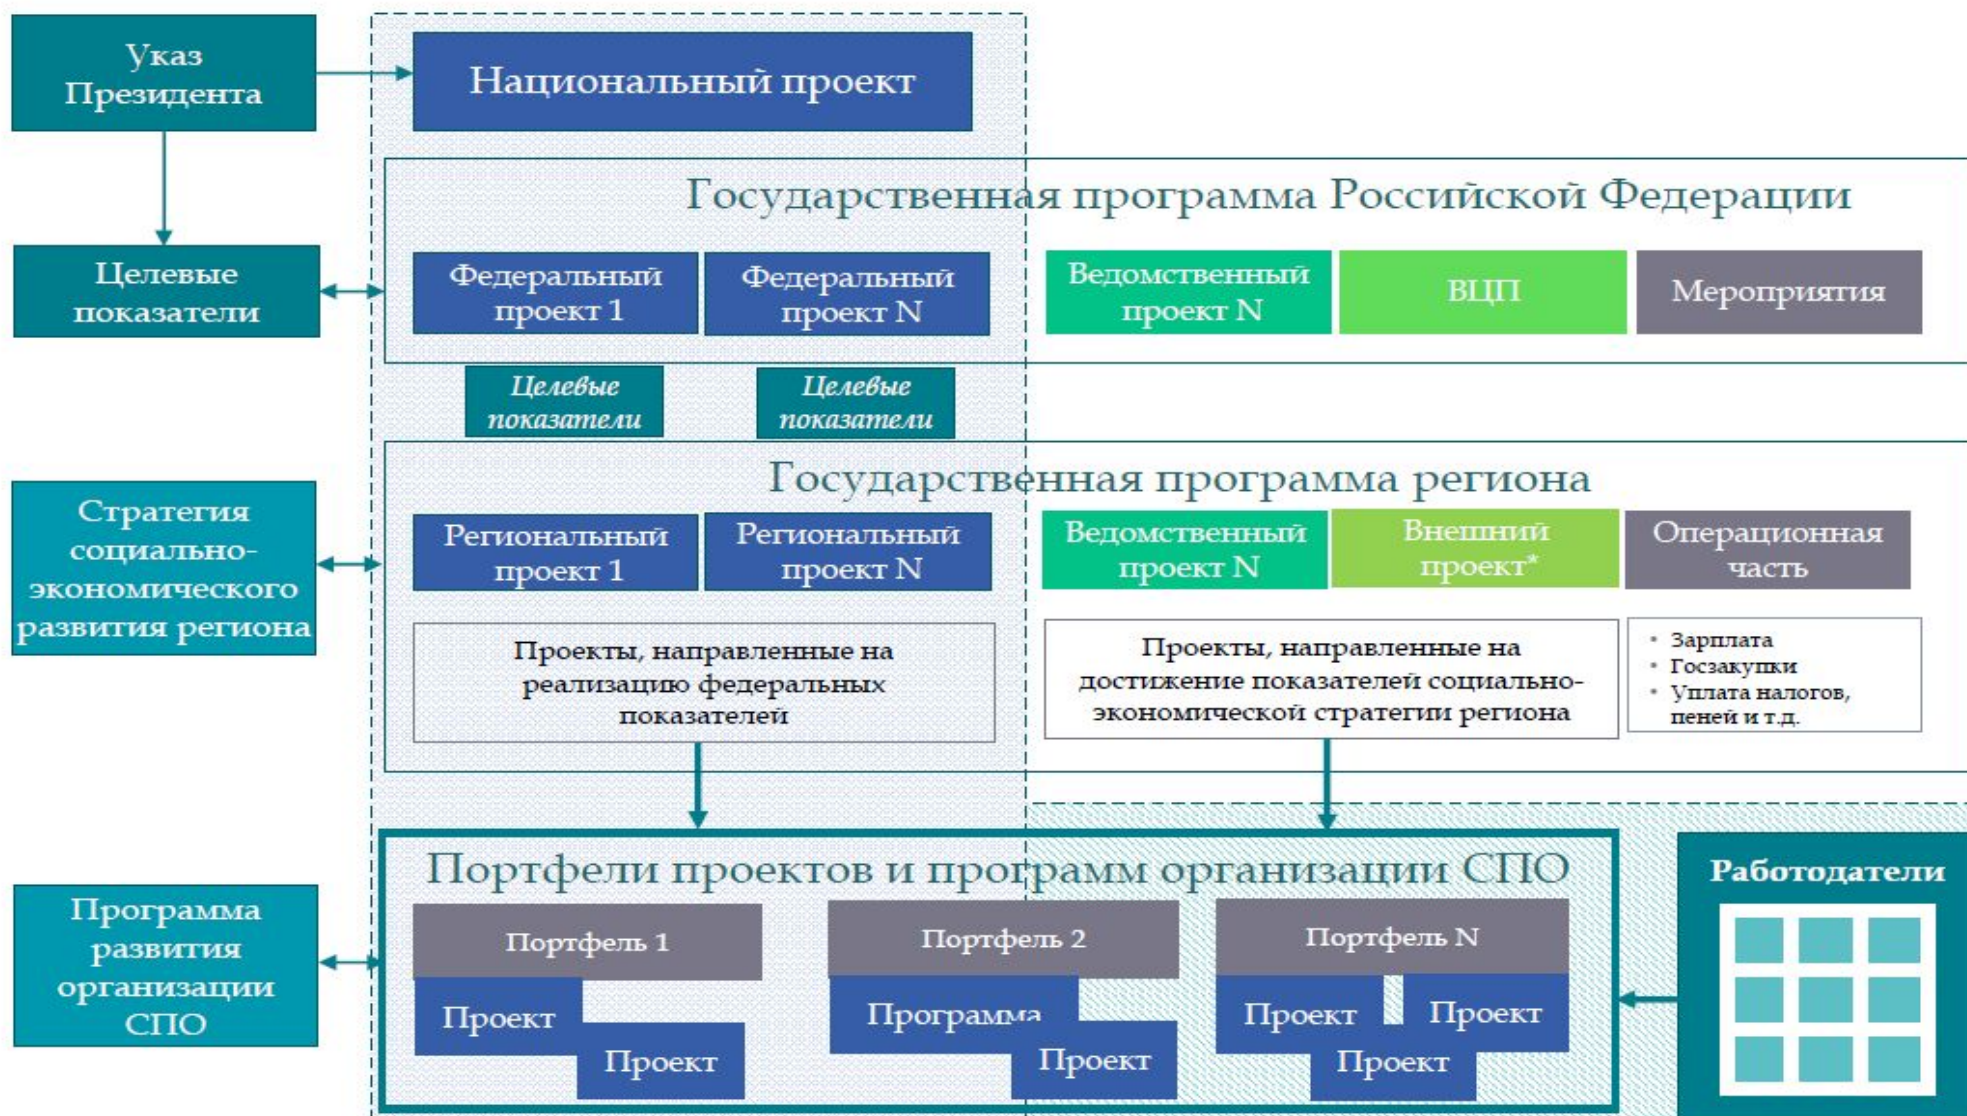 Указ
Президента
Национальный проект
Государственная программа Российской Федерации
Целевые
показатели
Федеральный
проект 1
Федеральный
проект N
Ведомственный
проект N
ВЦП
Мероприятия
Целевые
показатели
Целевые
показатели
Государственная программа региона
Стратегия
социально-
экономического
развития региона
Региональный
проект 1
Региональный
проект N
Ведомственный
проект N
Внешний
проект*
Операционная
часть
Проекты, направленные на
реализацию федеральных
показателей
Проекты, направленные на
достижение показателей социально-
экономической стратегии региона
• Зарплата
• Госзакупки
• Уплата налогов,
пеней и т.д.
Портфели проектов и программ организации СПО
Работодатели
Программа
развития
организации
СПО
Портфель 1
Проект
Проект
Портфель 2
Программа
Проект
Портфель N
Проект
Проект
Проект